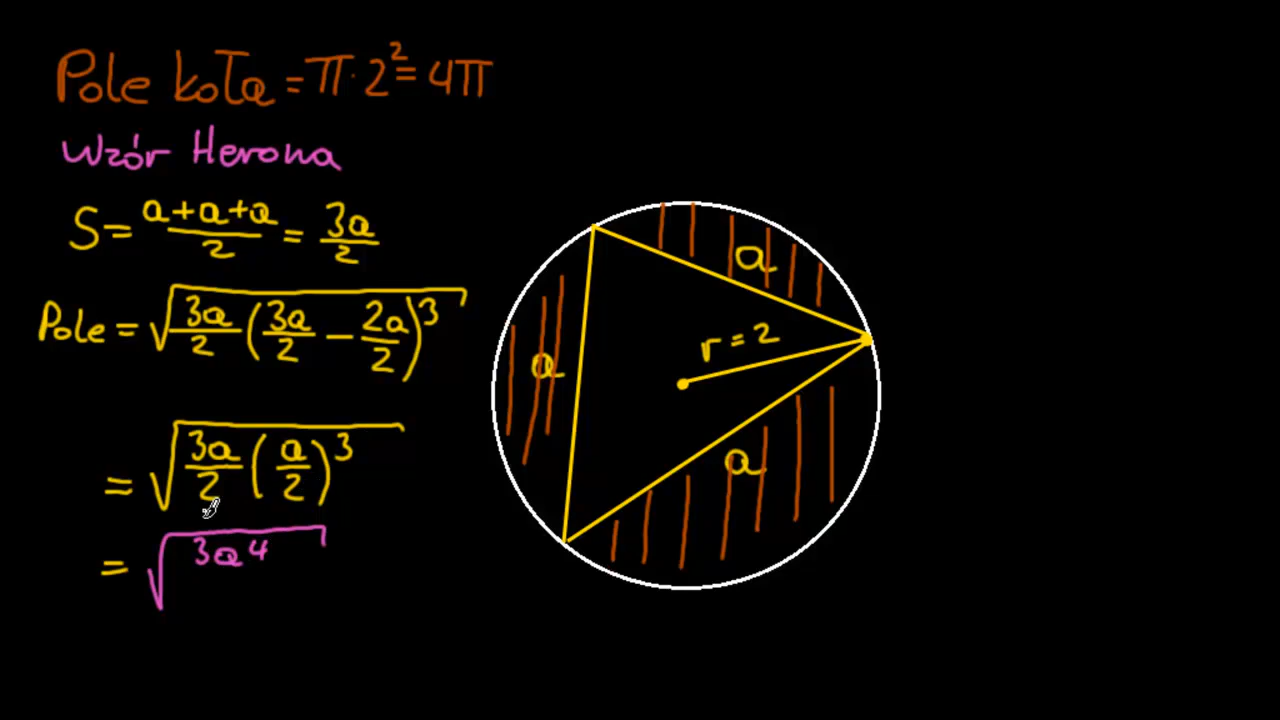 Pole koła = π · 2² = 4π
Wzór Herona
S = (a+a+a)/2 = 3a/2
Pole = √(3a/2 (3a/2 − 2a/2)³)
= √(3a/2 (a/2)³)
= √(3a⁴)
a
a
r = 2
a